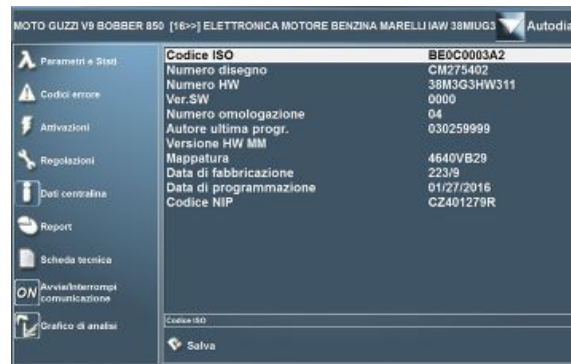 MOTO GUZZI V9 BOBBER 850 [16>>] ELETTRONICA MOTORE BENZINA MARELLI IAW 38MIUG3
Autodia
Parametri e Stati
Codici errore
Attivazioni
Regolazioni
Dati centralina
Report
Scheda tecnica
ON Avvia/Interrompi comunicazione
Grafico di analisi
Codice ISO BE0C0003A2
Numero disegno CM275402
Numero HW 38M3G3HW311
Ver.SW 0000
Numero omologazione 04
Autore ultima progr. 030259999
Versione HW MM
Mappatura 4640VB29
Data di fabbricazione 223/9
Data di programmazione 01/27/2016
Codice NIP CZ401279R
Codice ISO
Salva